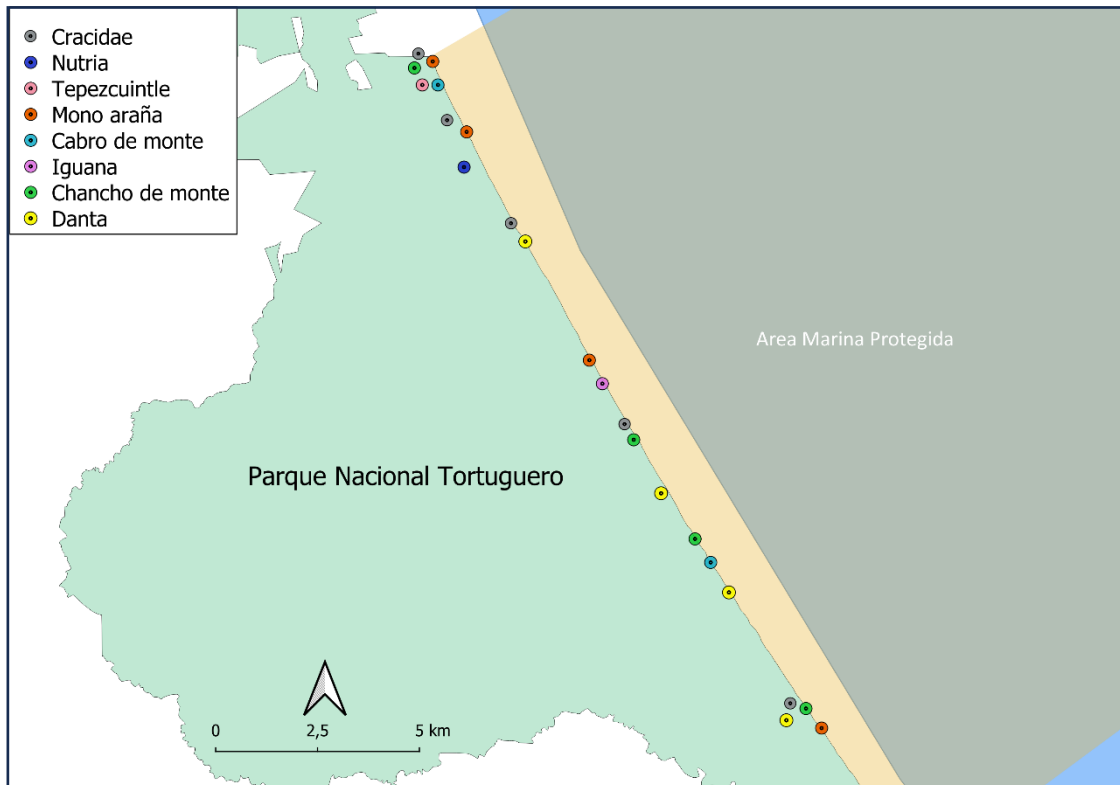 Cracidae
Nutria
Tepezcuintle
Mono araña
Cabro de monte
Iguana
Chancho de monte
Danta
Area Marina Protegida
Parque Nacional Tortuguero
0 2,5 5 km